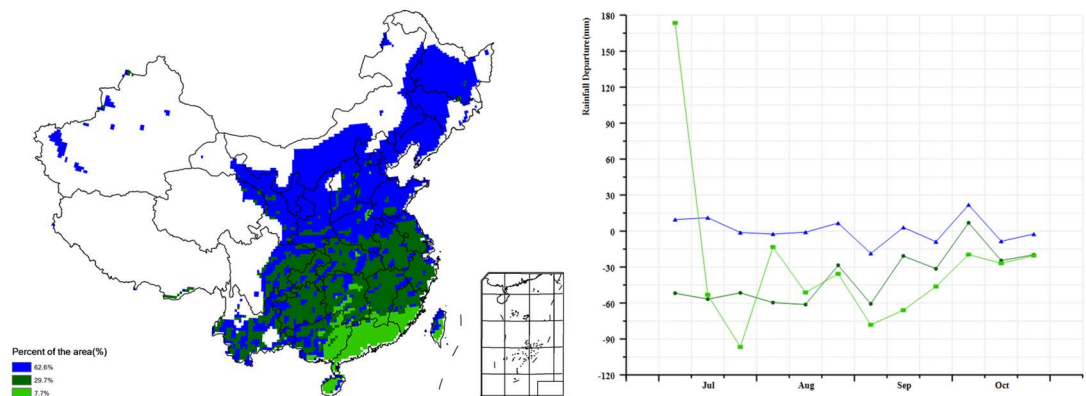 Percent of the area(%)
62.6%
29.7%
7.7%
Rainfall Departure(mm)
180
150
120
90
60
30
0
-30
-60
-90
-120
Jul
Aug
Sep
Oct